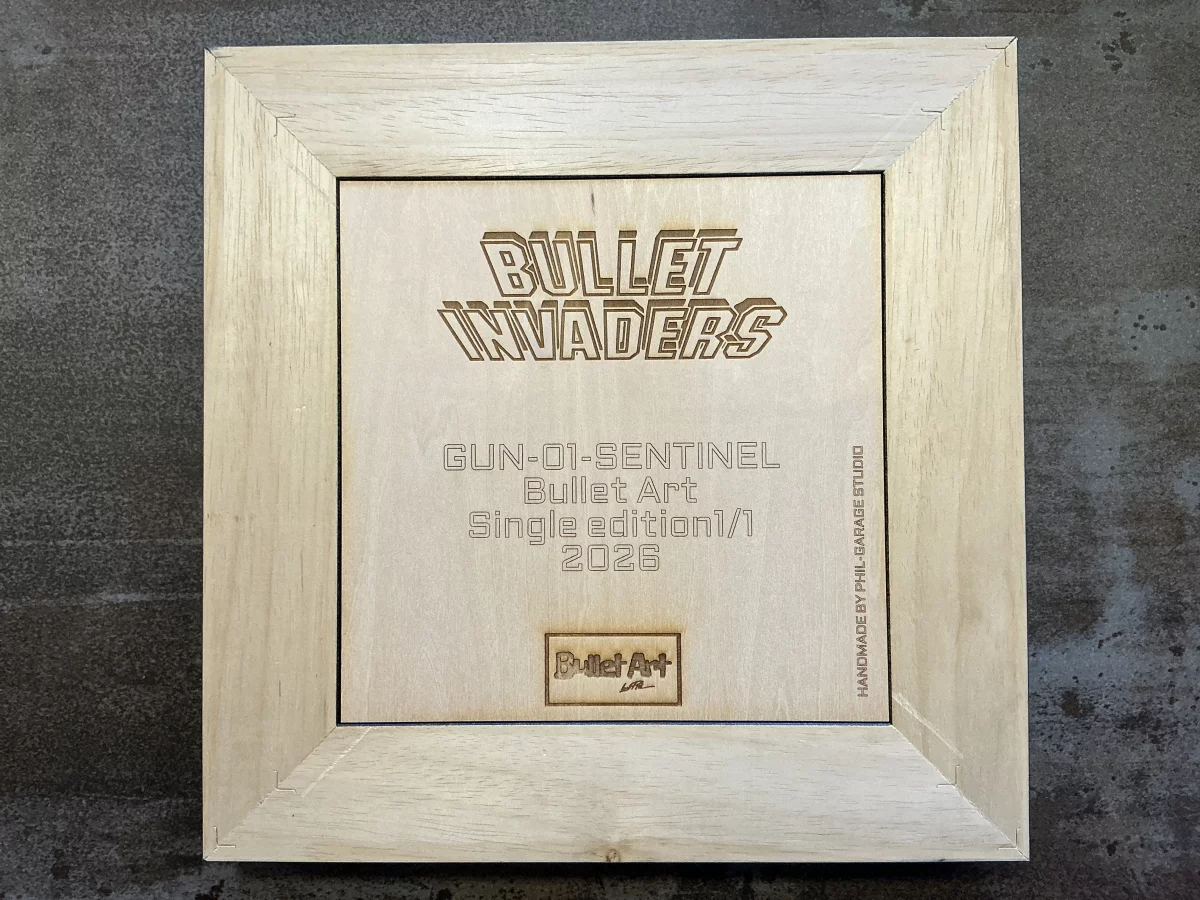 BULLET
INVADERS
GUN-01-SENTINEL
Bullet Art
Single edition1/1
2026
Bullet Art
HANDMADE BY PHIL-GARAGE STUDIO